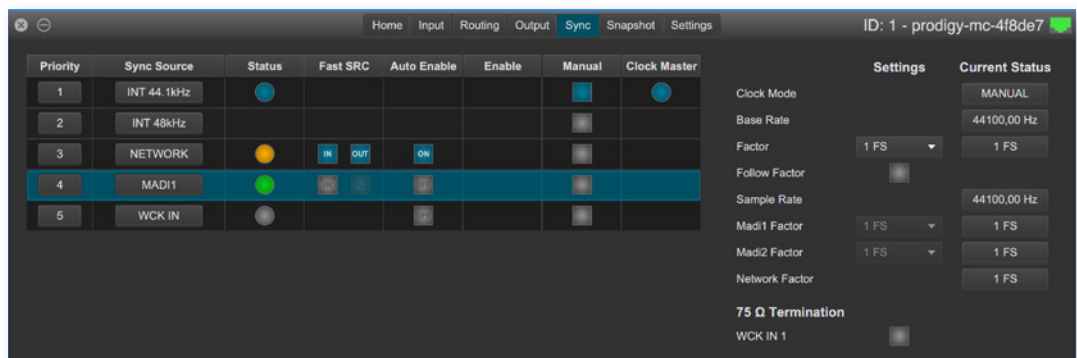 Home Input Routing Output Sync Snapshot Settings ID: 1 - prodigy-mc-4f8de7
Priority Sync Source Status Fast SRC Auto Enable Enable Manual Clock Master
1 INT 44.1kHz
2 INT 48kHz
3 NETWORK IN OUT ON
4 MADI1 IN OFF
5 WCK IN OFF
Settings Current Status
Clock Mode MANUAL
Base Rate 44100,00 Hz
Factor 1 FS 1 FS
Follow Factor
Sample Rate 44100,00 Hz
Madi1 Factor 1 FS 1 FS
Madi2 Factor 1 FS 1 FS
Network Factor 1 FS
75 Ω Termination
WCK IN 1